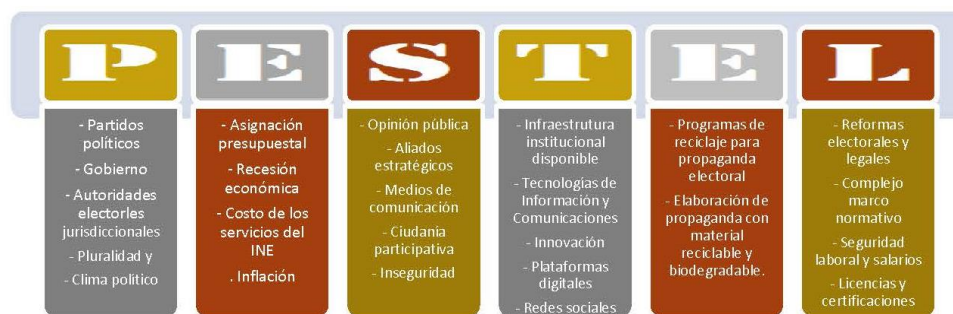 P E S T E L
- Partidos
políticos
- Gobierno
- Autoridades
electorles
jurisdiccionales
- Pluralidad y
- Clima político
- Asignación
presupuestal
- Recesión
económica
- Costo de los
servicios del
INE
. Inflación
- Opinión pública
- Aliados
estratégicos
- Medios de
comunicación
- Ciudania
participativa
- Inseguridad
- Infraestrutura
institucional
disponible
- Tecnologías de
Información y
Comunicaciones
- Innovación
- Plataformas
digitales
- Redes sociales
- Programas de
reciclaje para
propaganda
electoral
- Elaboración de
propaganda con
material
reciclable y
biodegradable.
- Reformas
electorales y
legales
- Complejo
marco
normativo
- Seguridad
laboral y salarios
- Licencias y
certificaciones